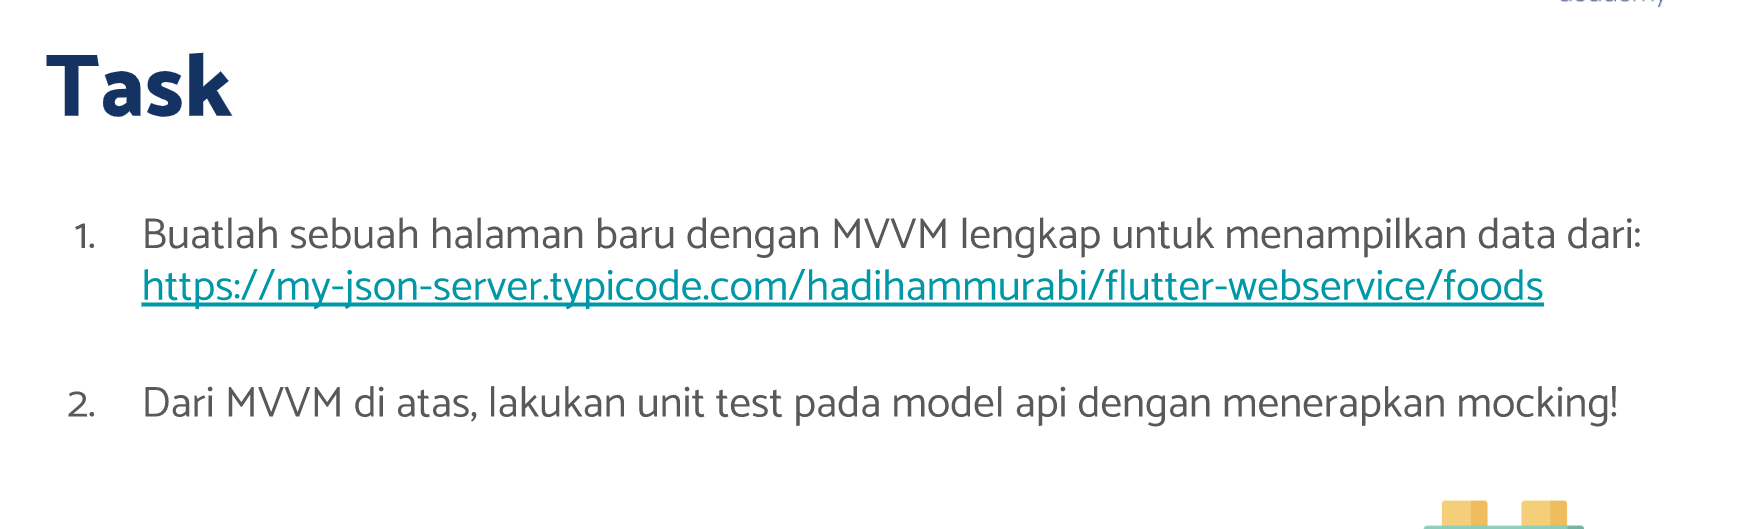 Task
1. Buatlah sebuah halaman baru dengan MVVM lengkap untuk menampilkan data dari:
https://my-json-server.typicode.com/hadihammurabi/flutter-webservice/foods
2. Dari MVVM di atas, lakukan unit test pada model api dengan menerapkan mocking!